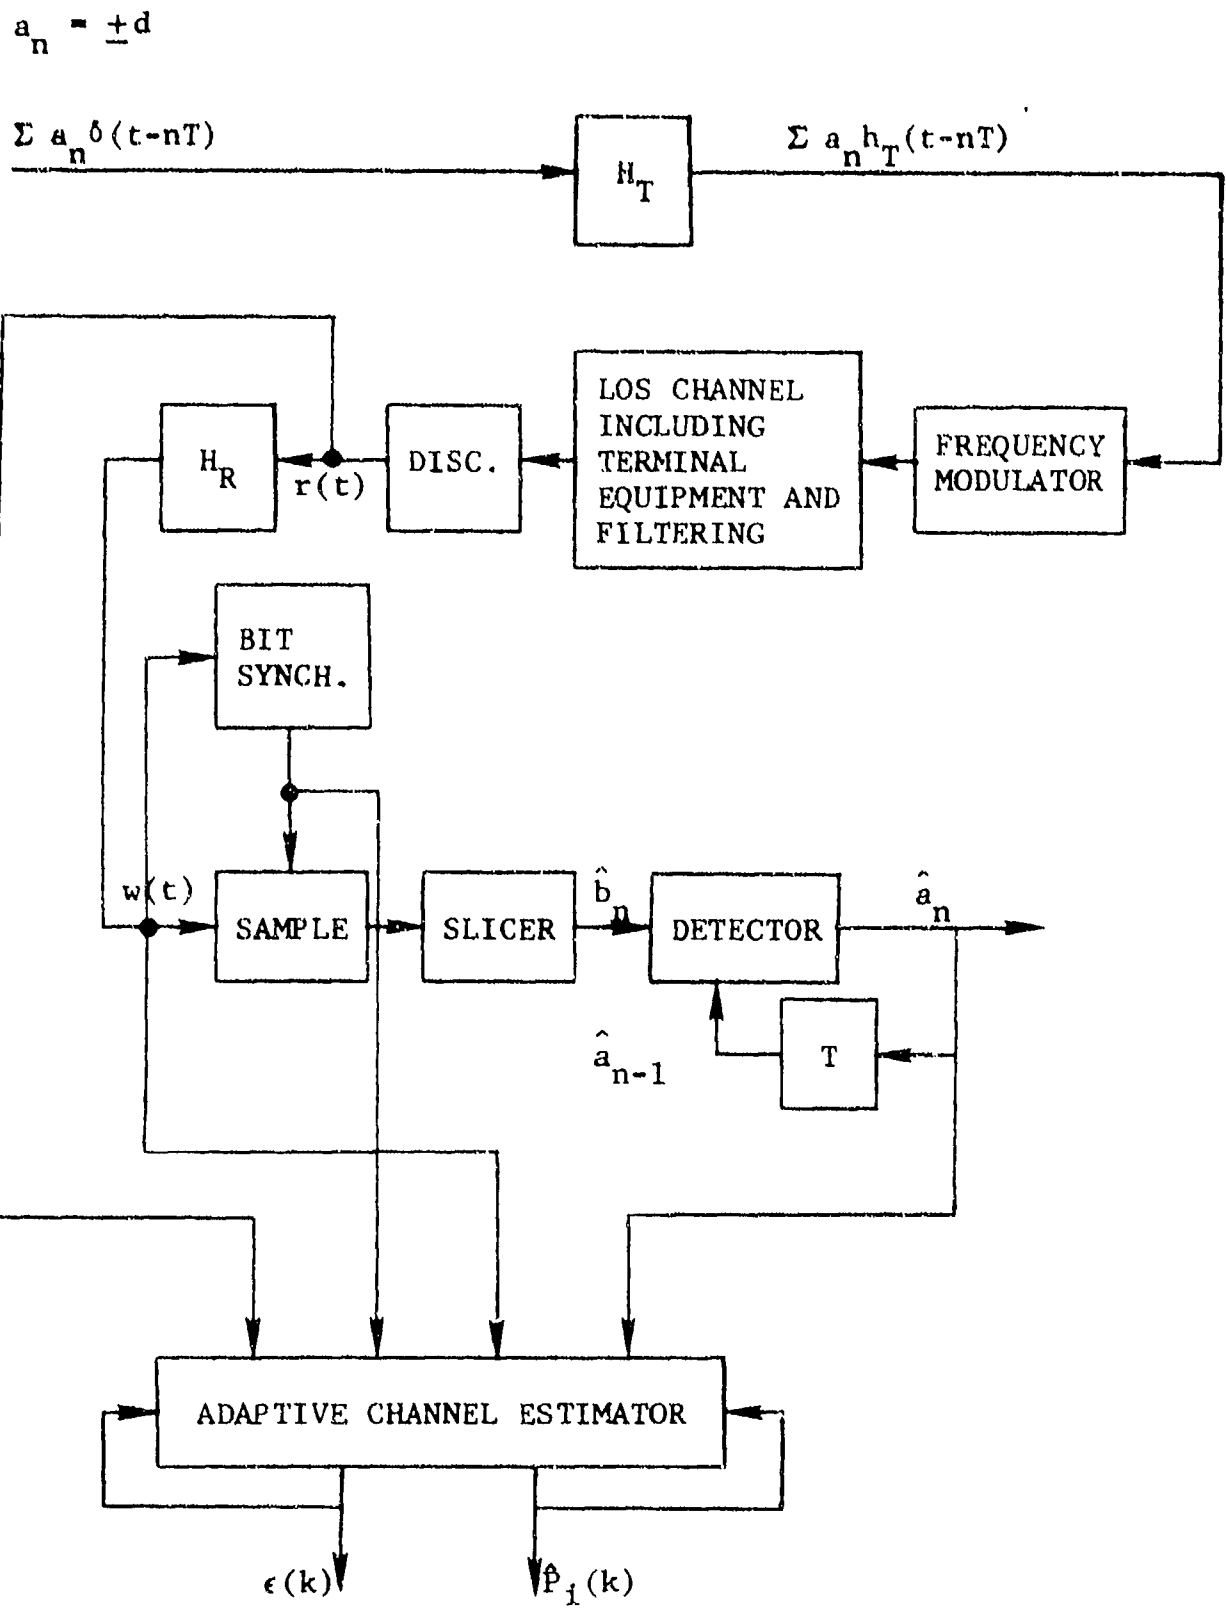 a_n = ±d
Σ a_n δ(t-nT)
H_T
Σ a_n h_T(t-nT)
LOS CHANNEL
INCLUDING
TERMINAL
EQUIPMENT AND
FILTERING
FREQUENCY
MODULATOR
DISC.
r(t)
H_R
BIT
SYNCH.
w(t)
SAMPLE
SLICER
b̂_n
DETECTOR
â_n
â_{n-1}
T
ADAPTIVE CHANNEL ESTIMATOR
ϵ(k)
P̂_i(k)